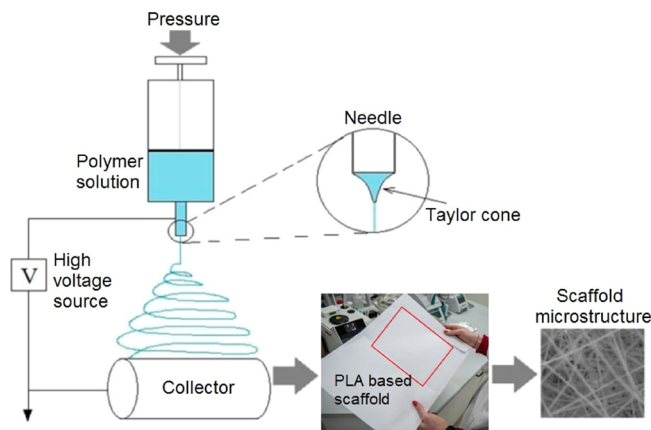 Pressure
Needle
Polymer
solution
Taylor cone
High
voltage
source
V
Scaffold
microstructure
Collector
PLA based
scaffold